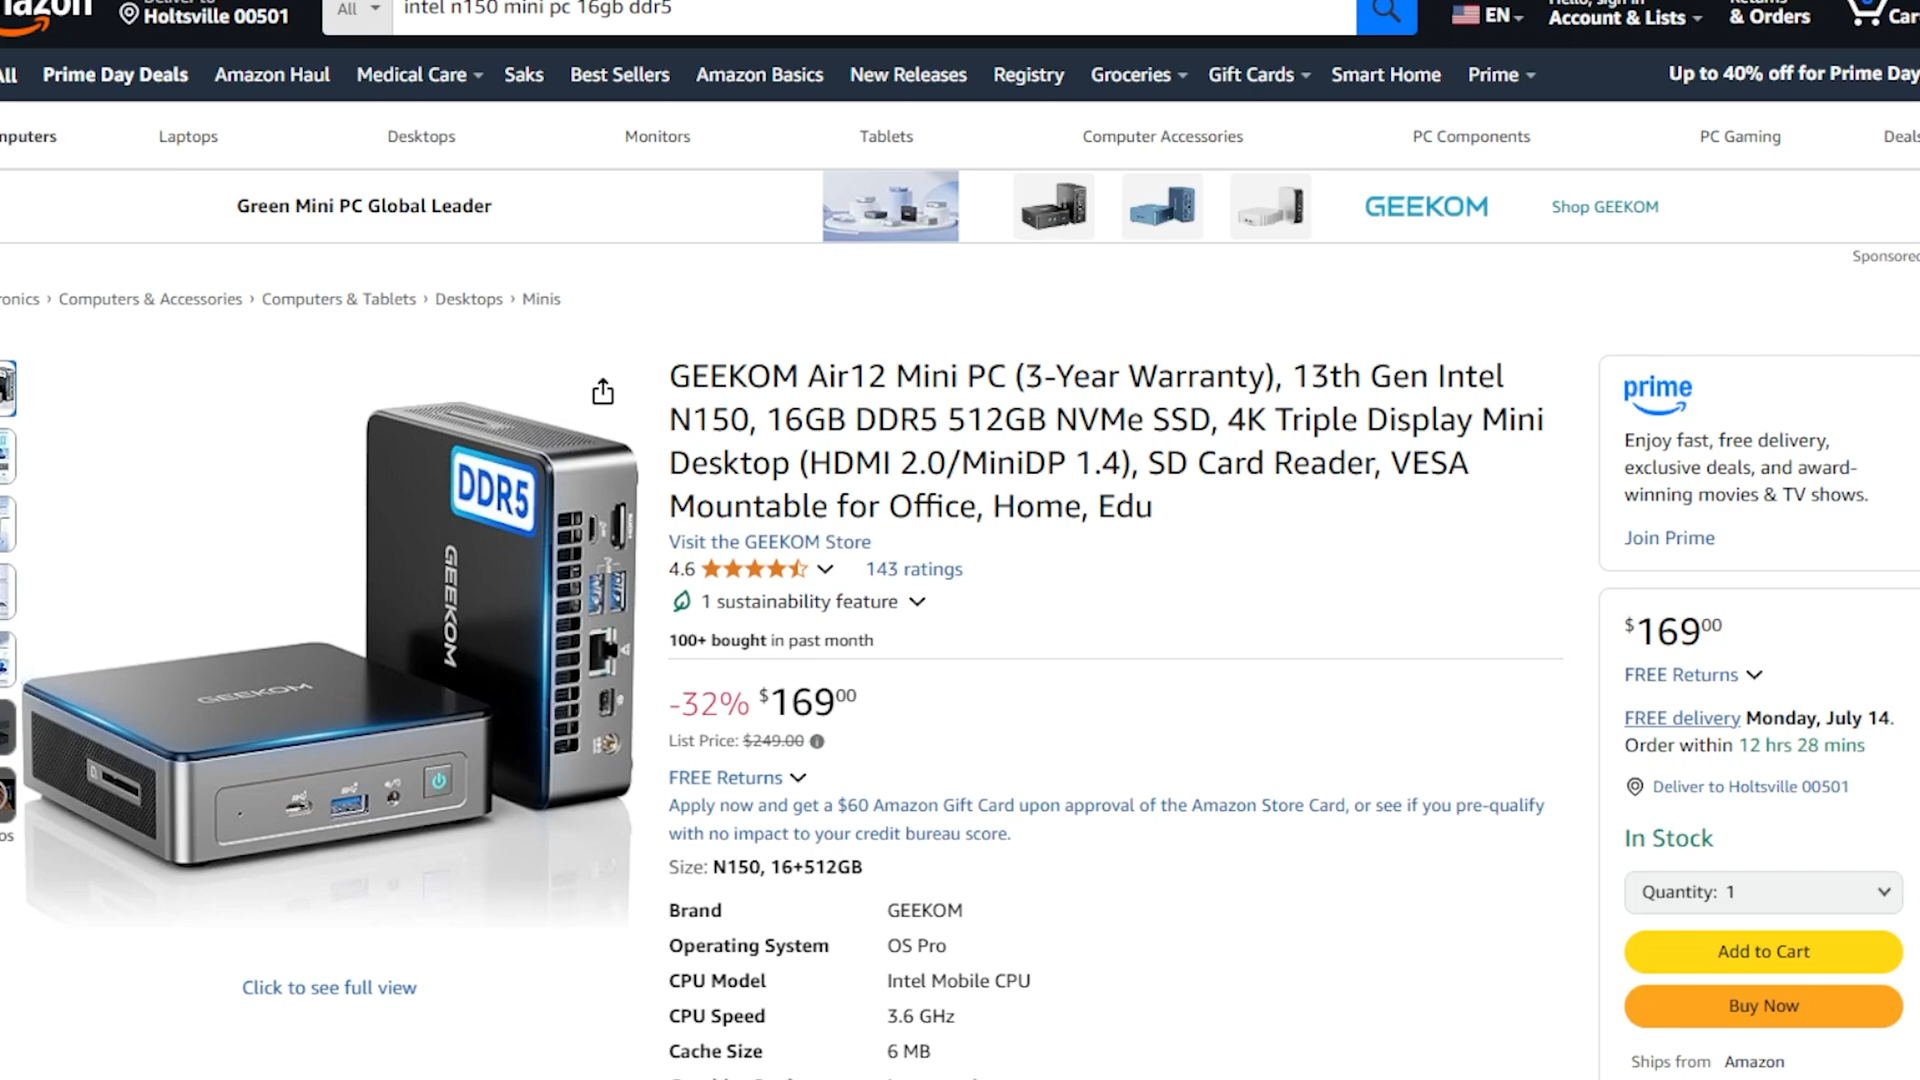 Holtsville 00501
All
intel n150 mini pc 16gb ddr5
EN
Account & Lists
& Orders
Prime Day Deals
Amazon Haul
Medical Care
Saks
Best Sellers
Amazon Basics
New Releases
Registry
Groceries
Gift Cards
Smart Home
Prime
Up to 40% off for Prime Day
Laptops
Desktops
Monitors
Tablets
Computer Accessories
PC Components
PC Gaming
Deals
Green Mini PC Global Leader
GEEKOM
Shop GEEKOM
Sponsored
ronics › Computers & Accessories › Computers & Tablets › Desktops › Minis
DDR5
GEEKOM
GEEKOM
Click to see full view
GEEKOM Air12 Mini PC (3-Year Warranty), 13th Gen Intel
N150, 16GB DDR5 512GB NVMe SSD, 4K Triple Display Mini
Desktop (HDMI 2.0/MiniDP 1.4), SD Card Reader, VESA
Mountable for Office, Home, Edu
Visit the GEEKOM Store
4.6 143 ratings
1 sustainability feature
100+ bought in past month
-32% $169.00
List Price: $249.00
FREE Returns
Apply now and get a $60 Amazon Gift Card upon approval of the Amazon Store Card, or see if you pre-qualify
with no impact to your credit bureau score.
Size: N150, 16+512GB
Brand GEEKOM
Operating System OS Pro
CPU Model Intel Mobile CPU
CPU Speed 3.6 GHz
Cache Size 6 MB
prime
Enjoy fast, free delivery,
exclusive deals, and award-
winning movies & TV shows.
Join Prime
$169.00
FREE Returns
FREE delivery Monday, July 14.
Order within 12 hrs 28 mins
Deliver to Holtsville 00501
In Stock
Quantity: 1
Add to Cart
Buy Now
Ships from Amazon